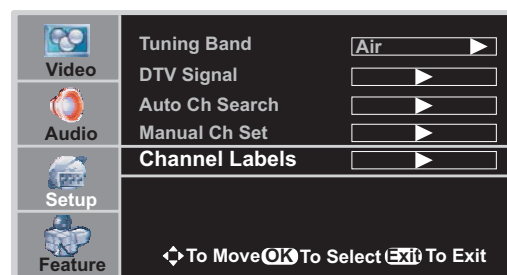 Video
Audio
Setup
Feature
Tuning Band Air
DTV Signal
Auto Ch Search
Manual Ch Set
Channel Labels
To Move OK To Select Exit To Exit